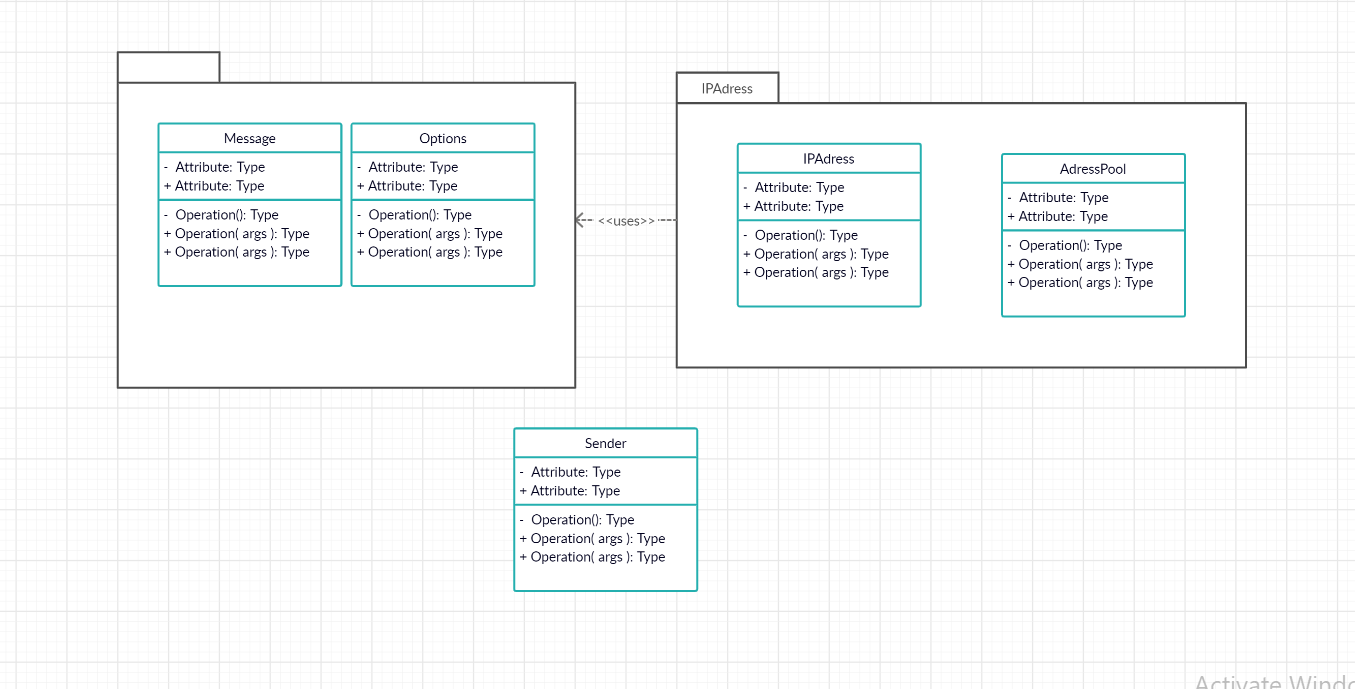 IPAdress
Message
- Attribute: Type
+ Attribute: Type
- Operation(): Type
+ Operation( args ): Type
+ Operation( args ): Type
Options
- Attribute: Type
+ Attribute: Type
- Operation(): Type
+ Operation( args ): Type
+ Operation( args ): Type
<<uses>>
IPAdress
- Attribute: Type
+ Attribute: Type
- Operation(): Type
+ Operation( args ): Type
+ Operation( args ): Type
AdressPool
- Attribute: Type
+ Attribute: Type
- Operation(): Type
+ Operation( args ): Type
+ Operation( args ): Type
Sender
- Attribute: Type
+ Attribute: Type
- Operation(): Type
+ Operation( args ): Type
+ Operation( args ): Type
Activate